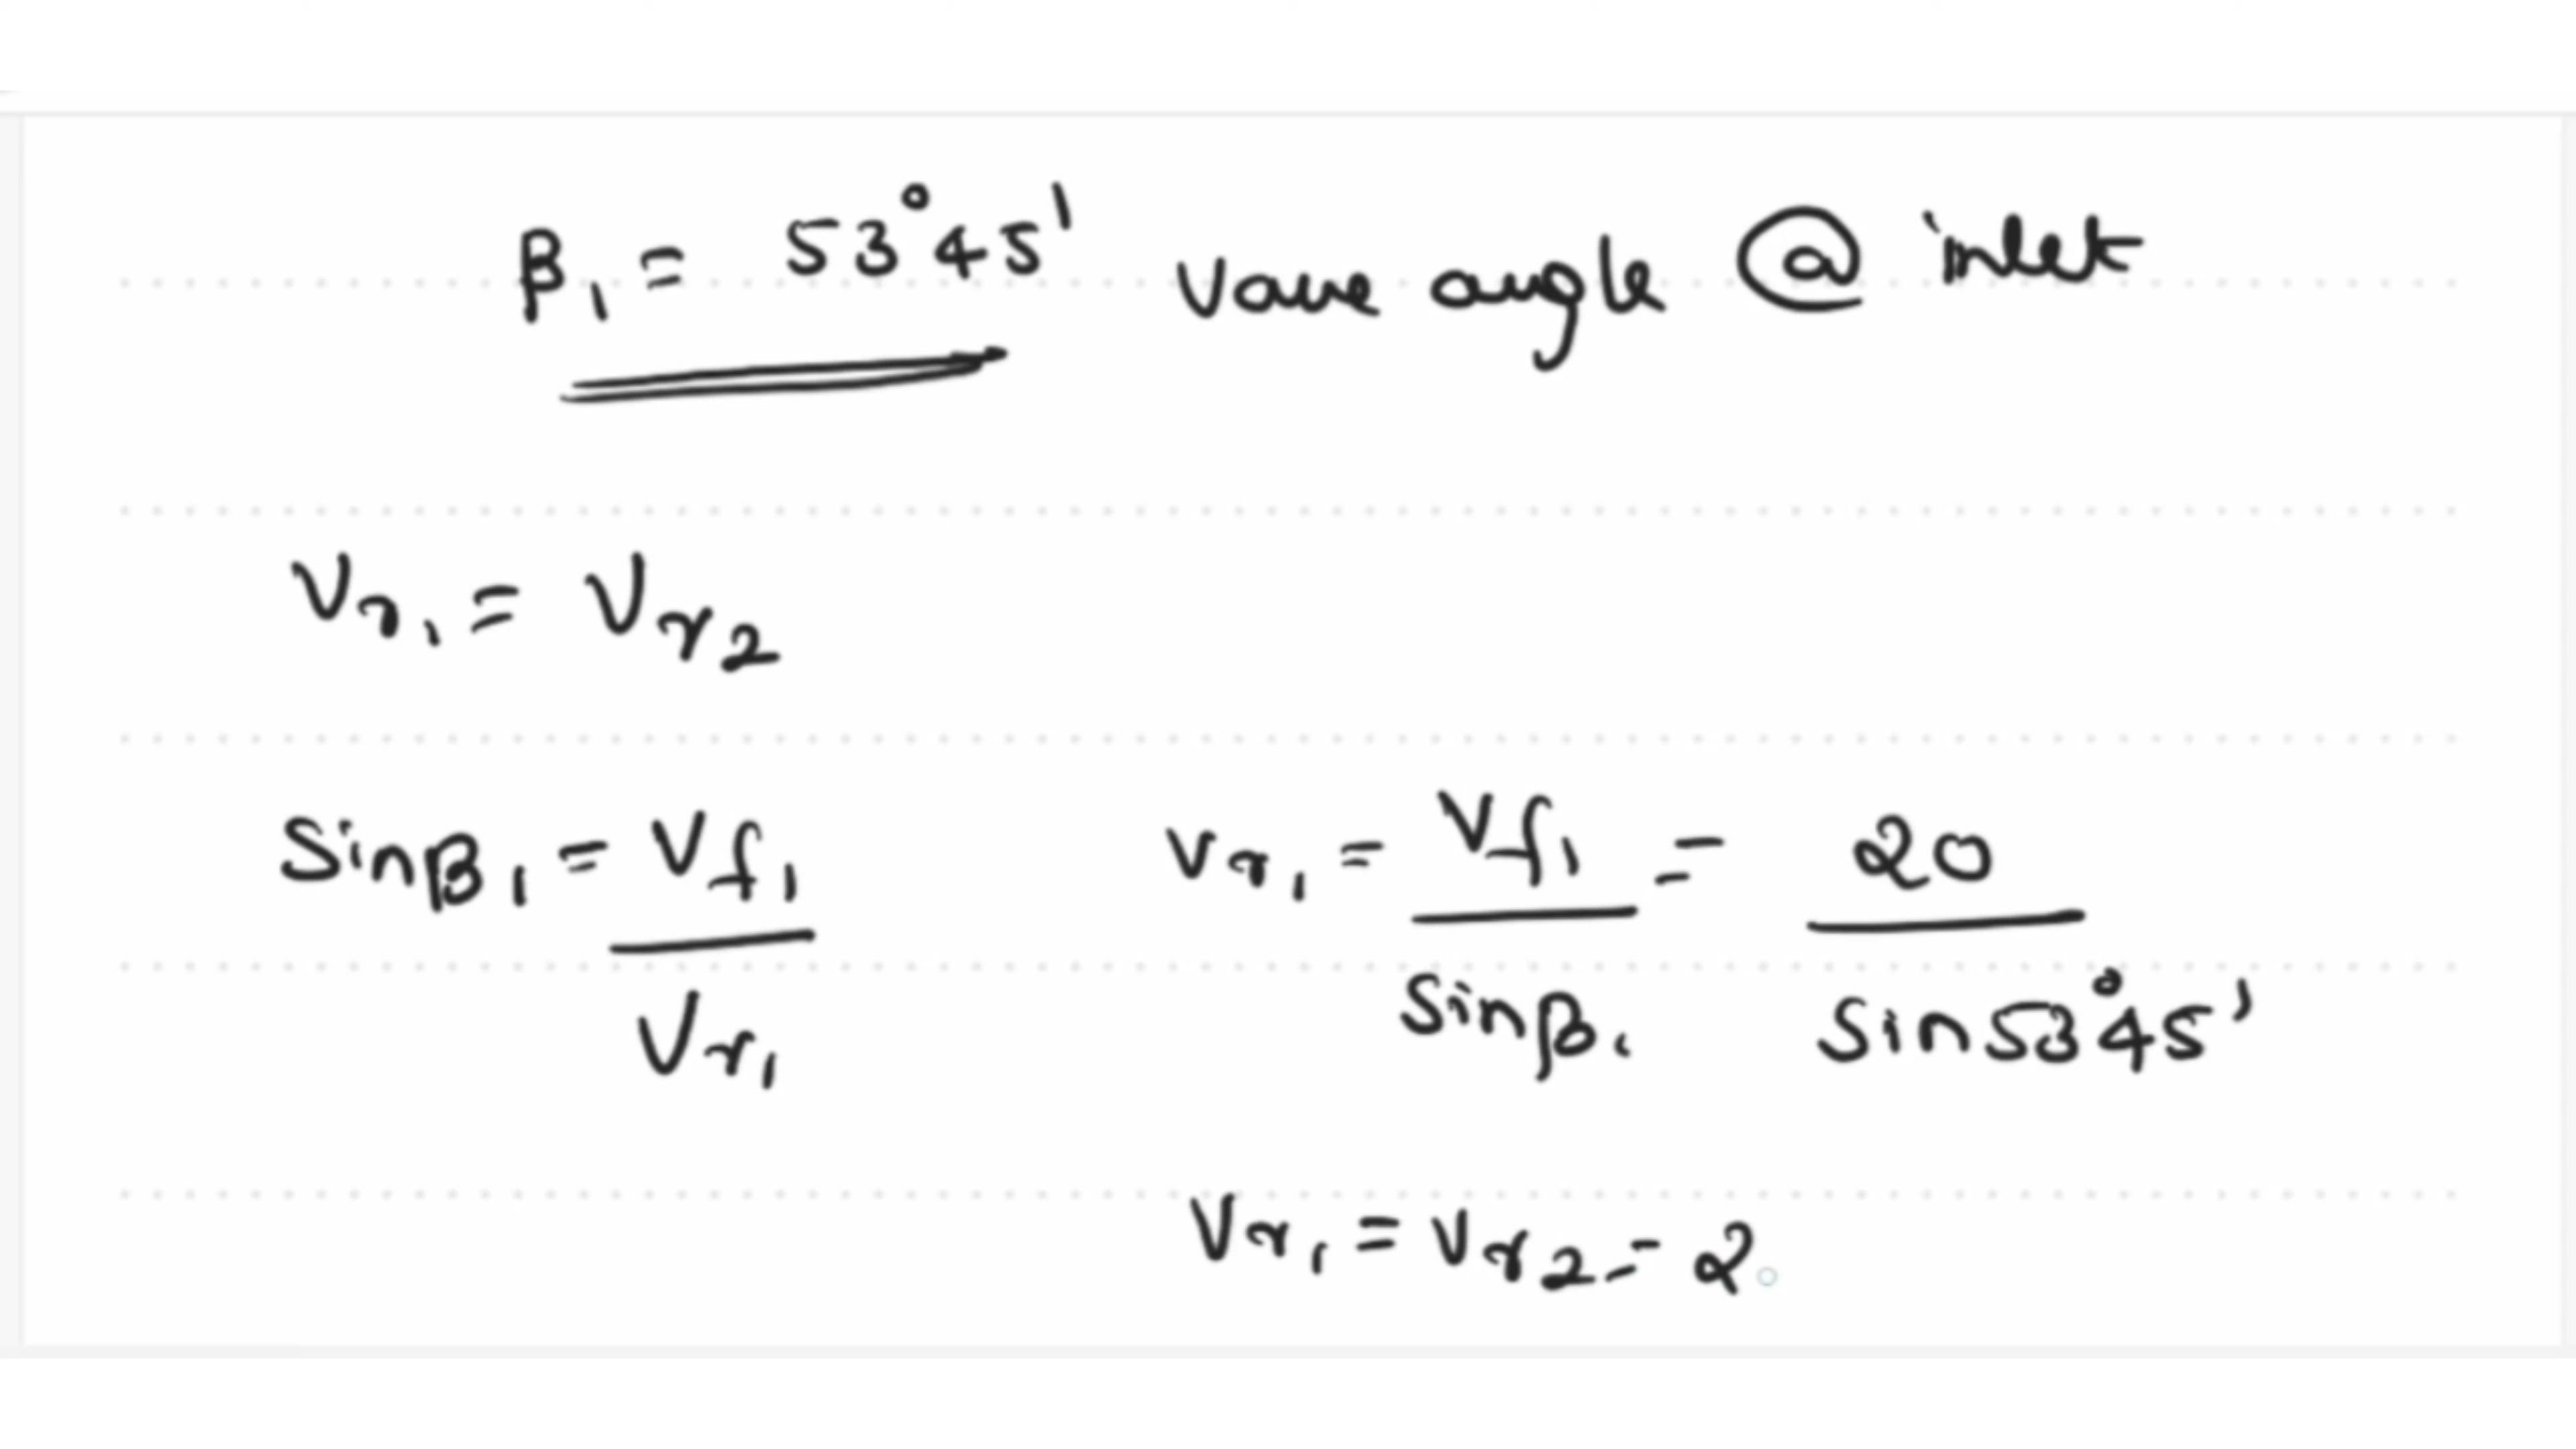 β₁ = 53°45' Vane angle @ inlet
Vr₁ = Vr₂
Sinβ₁ = Vf₁ / Vr₁
Vr₁ = Vf₁ / Sinβ₁ = 20 / Sin53°45'
Vr₁ = Vr₂ = 2